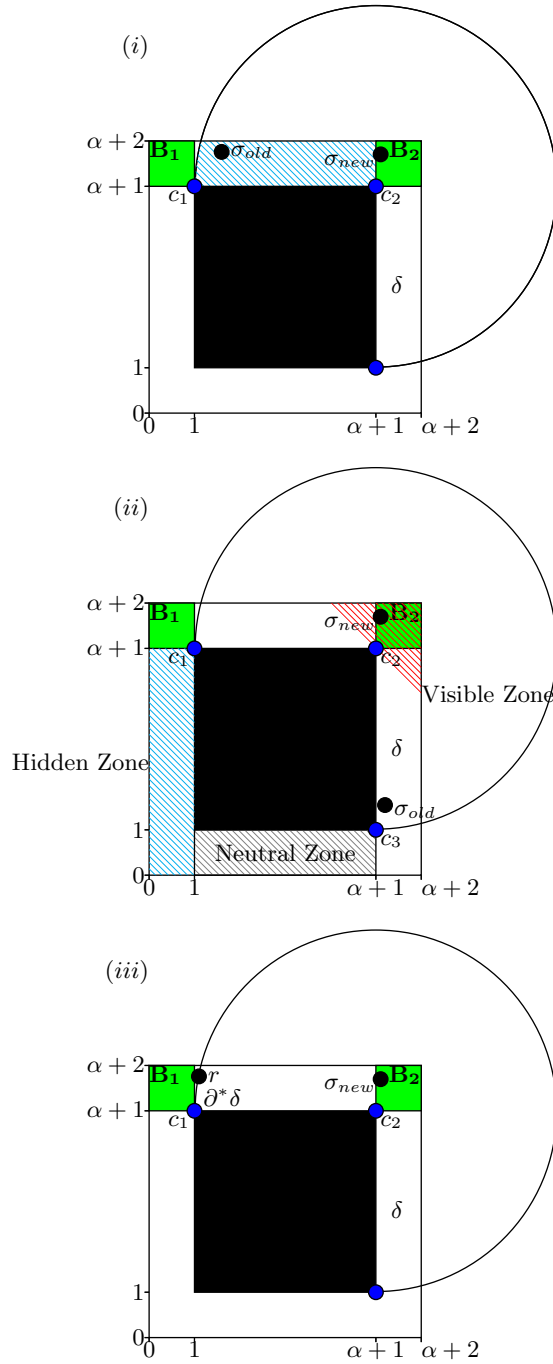 (i)
α + 2
B₁
σ_old
σ_new
B₂
α + 1
c₁
c₂
δ
1
0
0
1
α + 1
α + 2
(ii)
α + 2
B₁
B₂
σ_new
α + 1
c₁
c₂
Visible Zone
δ
Hidden Zone
σ_old
1
c₃
Neutral Zone
0
0
1
α + 1
α + 2
(iii)
α + 2
B₁
r
B₂
σ_new
∂*δ
α + 1
c₁
c₂
δ
1
0
0
1
α + 1
α + 2